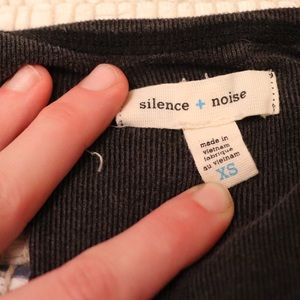 silence + noise
made in
vietnam
fabriqué
au vietnam
XS